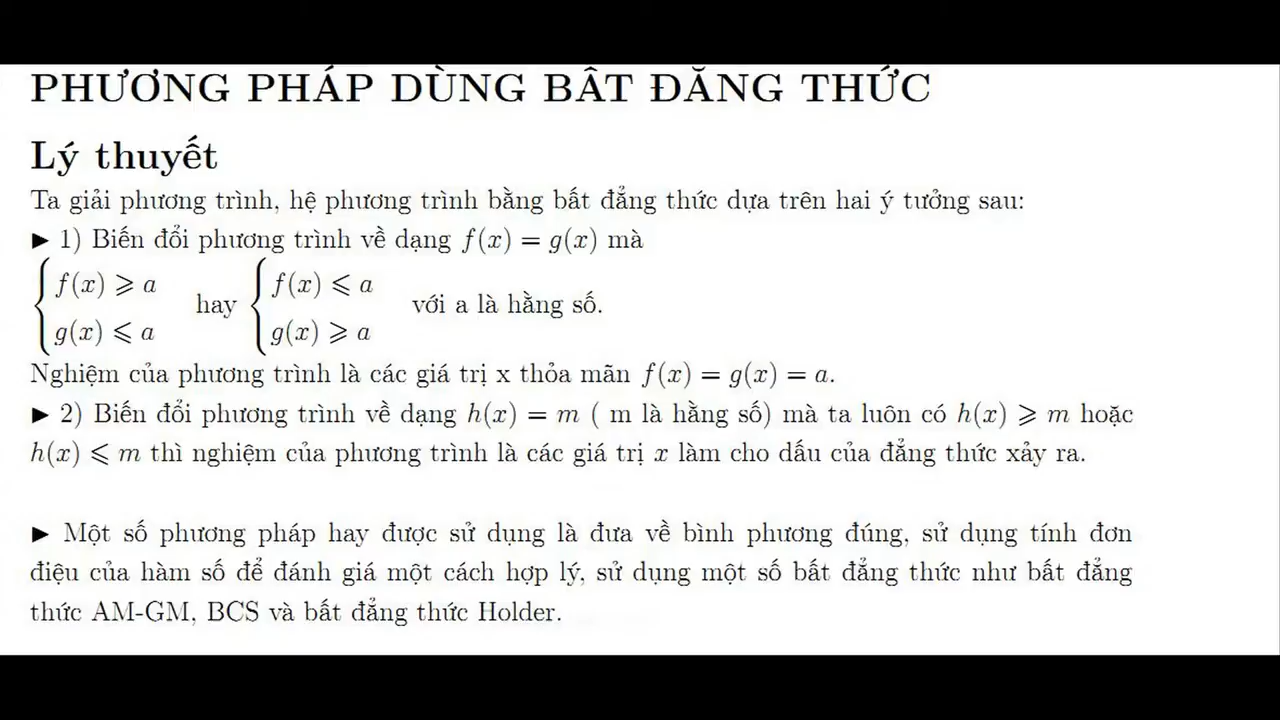 PHƯƠNG PHÁP DÙNG BẤT ĐẲNG THỨC
Lý thuyết
Ta giải phương trình, hệ phương trình bằng bất đẳng thức dựa trên hai ý tưởng sau:
► 1) Biến đổi phương trình về dạng f(x) = g(x) mà
{ f(x) ⩾ a hay { f(x) ⩽ a với a là hằng số.
g(x) ⩽ a g(x) ⩾ a
Nghiệm của phương trình là các giá trị x thỏa mãn f(x) = g(x) = a.
► 2) Biến đổi phương trình về dạng h(x) = m ( m là hằng số) mà ta luôn có h(x) ⩾ m hoặc
h(x) ⩽ m thì nghiệm của phương trình là các giá trị x làm cho dấu của đẳng thức xảy ra.
► Một số phương pháp hay được sử dụng là đưa về bình phương đúng, sử dụng tính đơn
điệu của hàm số để đánh giá một cách hợp lý, sử dụng một số bất đẳng thức như bất đẳng
thức AM-GM, BCS và bất đẳng thức Holder.